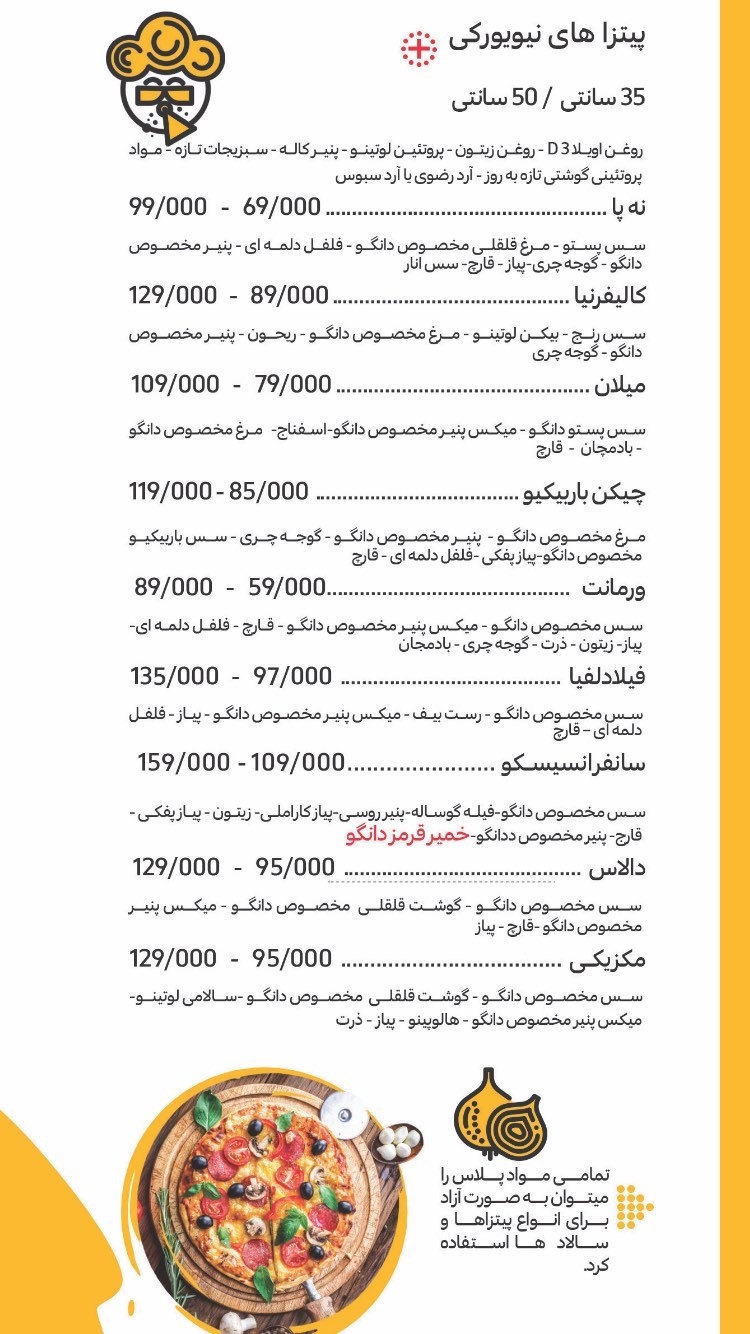 پیتزا های نیویورکی
35 سانتی / 50 سانتی
روغن اویلا D3 - روغن زیتون - پروتئین لوتینو - پنیر کاله - سبزیجات تازه - مواد
پروتئینی گوشتی تازه به روز - آرد رضوی یا آرد سبوس
نه پا ............................................... 69/000 - 99/000
سس پستو - مرغ قلقلی مخصوص دانگو - فلفل دلمه ای - پنیر مخصوص
دانگو - گوجه چری-پیاز - قارچ- سس انار
کالیفرنیا ........................................ 89/000 - 129/000
سس رنچ - بیکن لوتینو - مرغ مخصوص دانگو - ریحون - پنیر مخصوص
دانگو - گوجه چری
میلان ........................................... 79/000 - 109/000
سس پستو دانگو - میکس پنیر مخصوص دانگو-اسفناج- مرغ مخصوص دانگو
- بادمچان - قارچ
چیکن باربیکیو .................................. 85/000 - 119/000
مرغ مخصوص دانگو - پنیر مخصوص دانگو - گوجه چری - سس باربیکیو
مخصوص دانگو-پیاز پفکی -فلفل دلمه ای - قارچ
ورمانت .........................................59/000 - 89/000
سس مخصوص دانگو - میکس پنیر مخصوص دانگو - قارچ - فلفل دلمه ای-
پیاز- زیتون - ذرت - گوجه چری - بادمجان
فیلادلفیا ..................................... 97/000 - 135/000
سس مخصوص دانگو - رست بیف - میکس پنیر مخصوص دانگو - پیاز - فلفل
دلمه ای – قارچ
سانفرانسیسکو .........................109/000 - 159/000
سس مخصوص دانگو-فیله گوساله-پنیر روسی-پیاز کاراملی- زیتون - پیاز پفکی -
قارچ- پنیر مخصوص ددانگو-خمیر قرمز دانگو
دالاس ........................................ 95/000 - 129/000
سس مخصوص دانگو - گوشت قلقلی مخصوص دانگو - میکس پنیر
مخصوص دانگو -قارچ - پیاز
مکزیکی ..................................... 95/000 - 129/000
سس مخصوص دانگو - گوشت قلقلی مخصوص دانگو -سالامی لوتینو-
میکس پنیر مخصوص دانگو - هالوپینو - پیاز - ذرت
تمامی مواد پلاس را
میتوان به صورت آزاد
برای انواع پیتزاها و
سالاد ها استفاده
کرد.